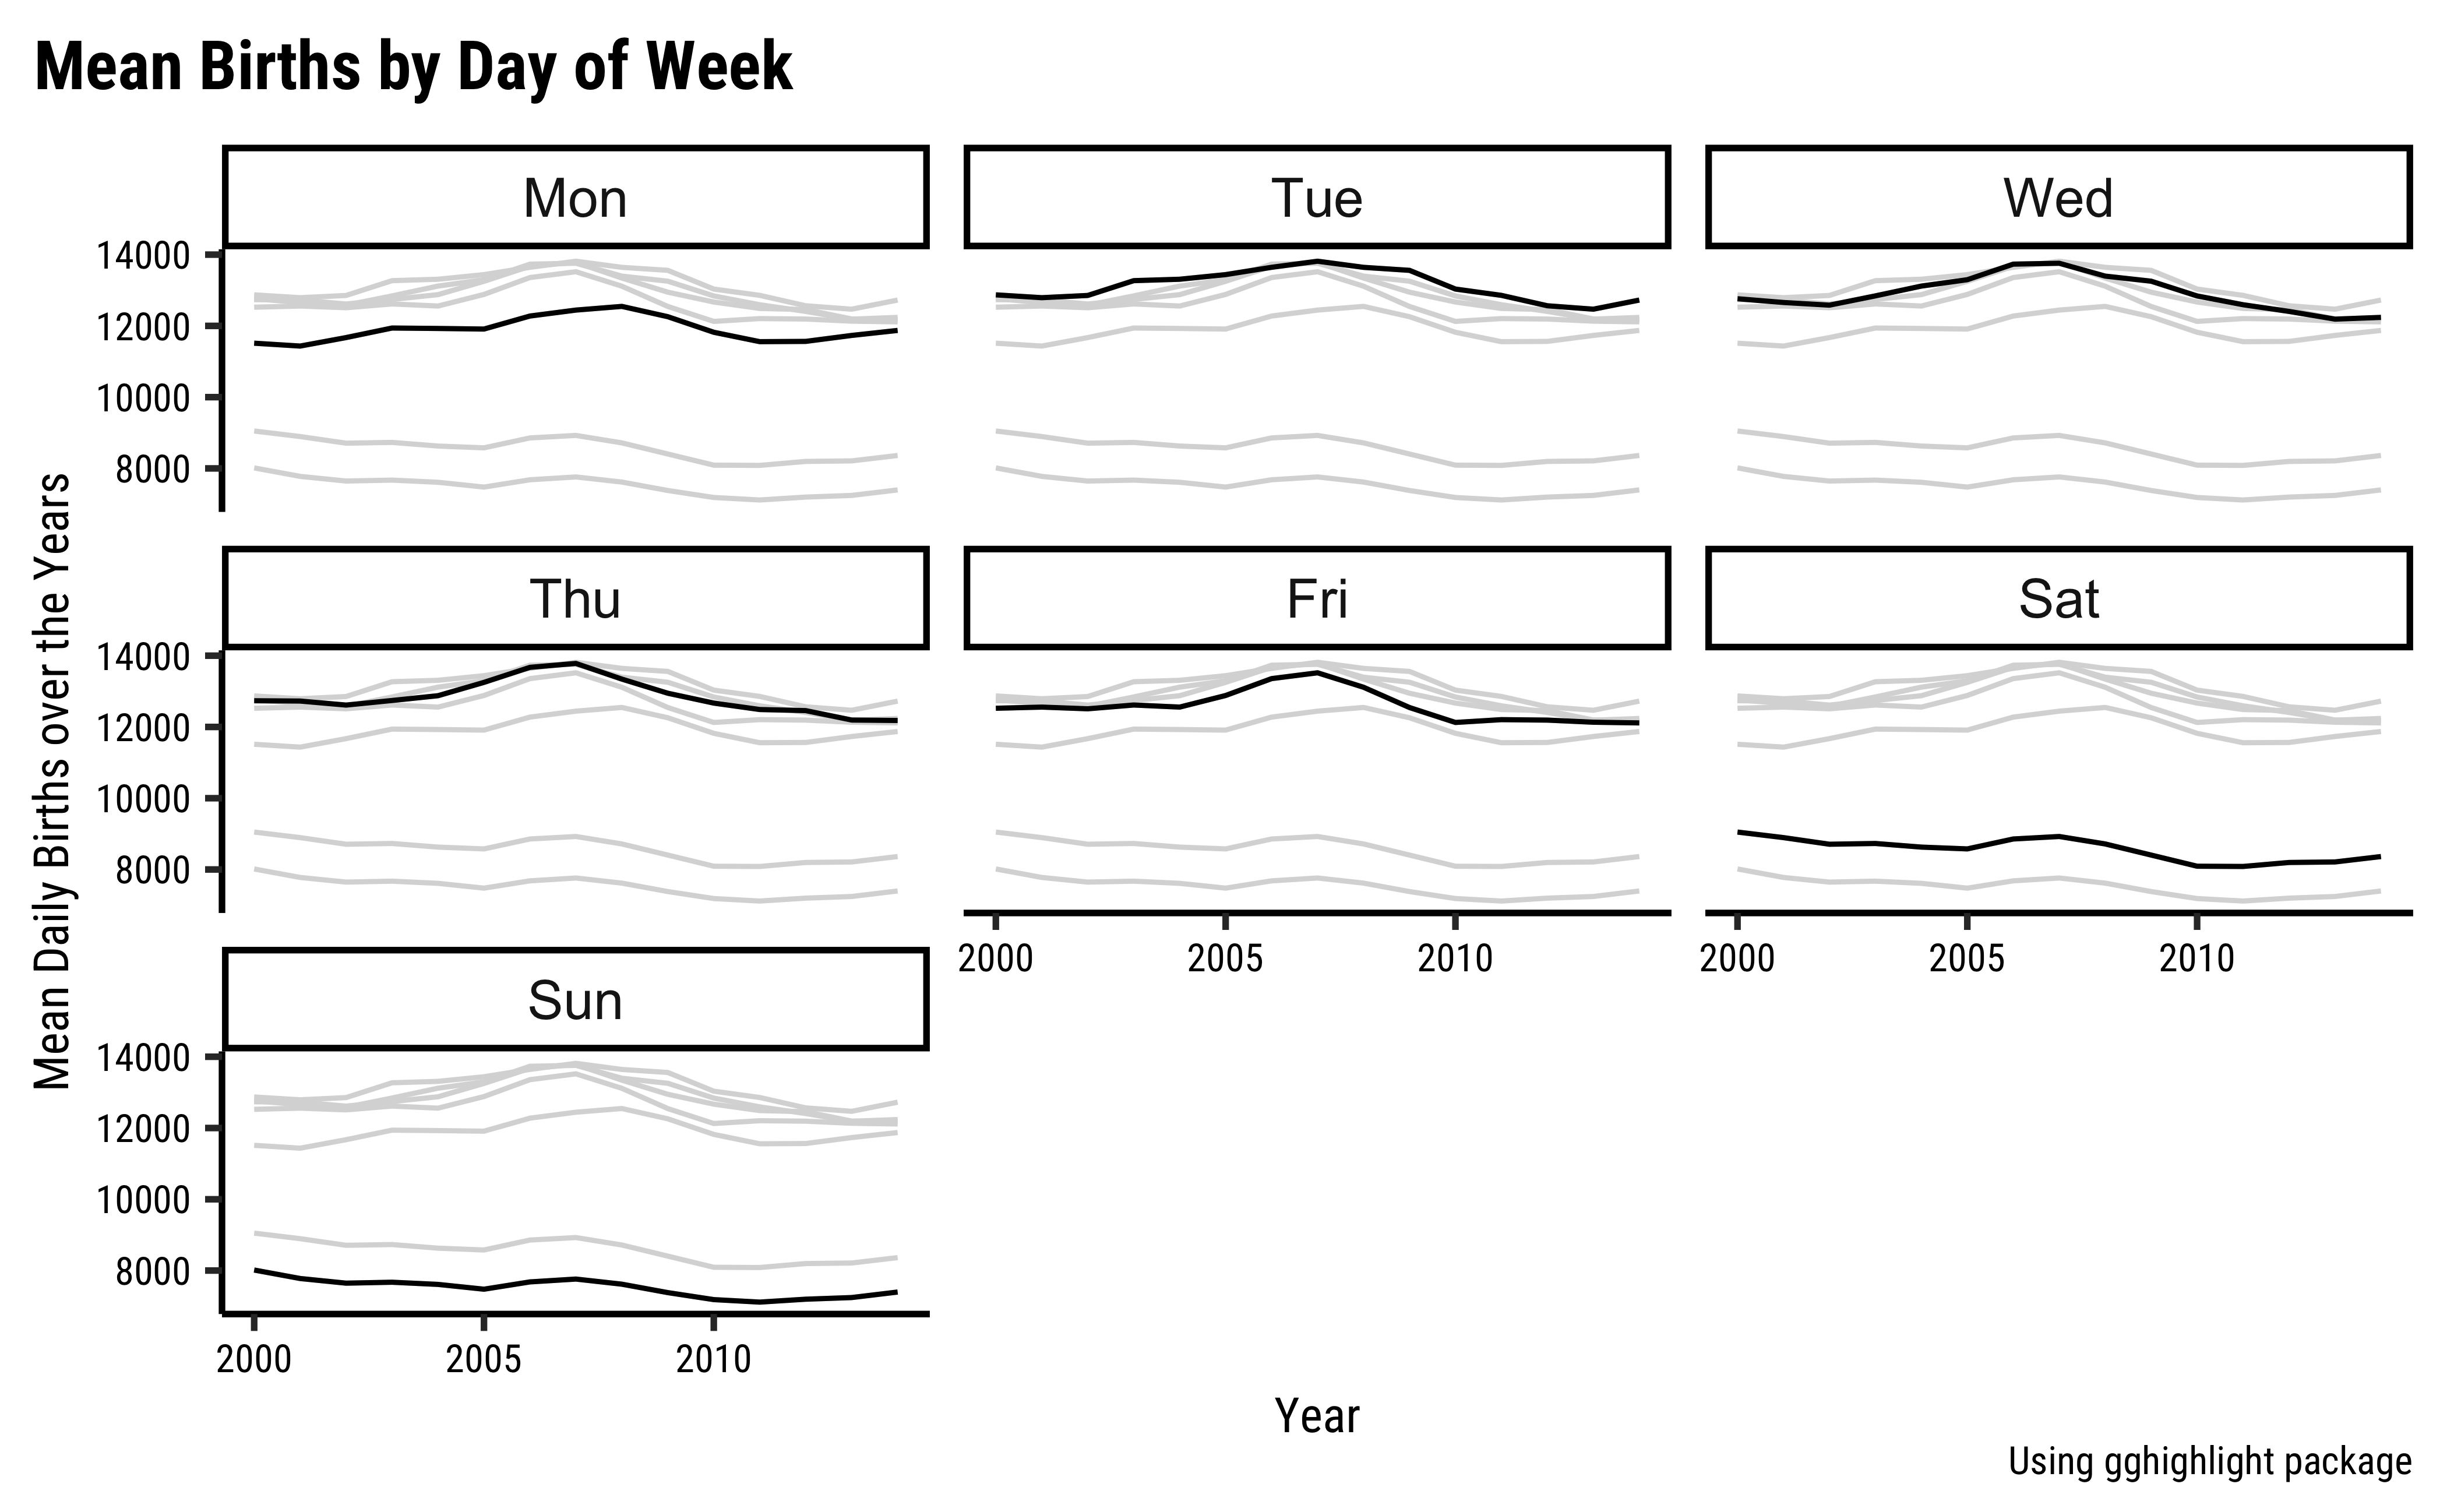 Mean Births by Day of Week
Mean Daily Births over the Years
Mon
Tue
Wed
14000
12000
10000
8000
Thu
Fri
Sat
14000
12000
10000
8000
2000 2005 2010
2000 2005 2010
Sun
14000
12000
10000
8000
2000 2005 2010
Year
Using gghighlight package